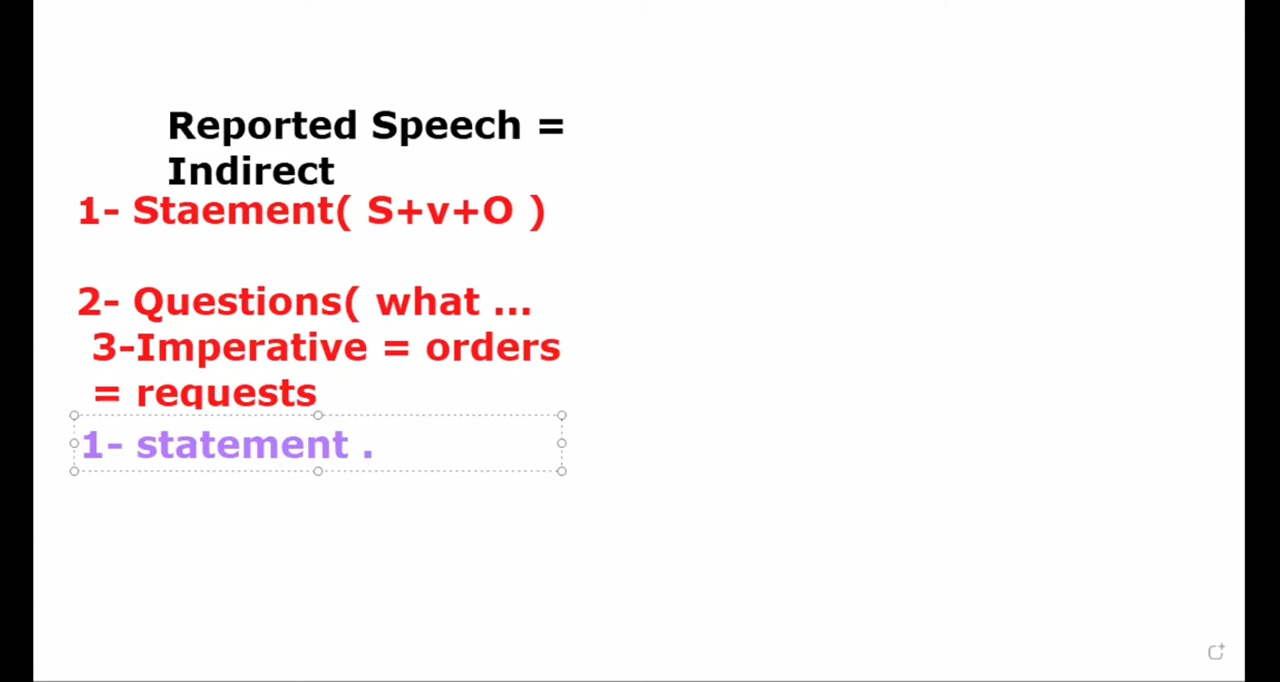 Reported Speech =
Indirect
1- Staement( S+v+O )
2- Questions( what ...
3-Imperative = orders
= requests
1- statement .